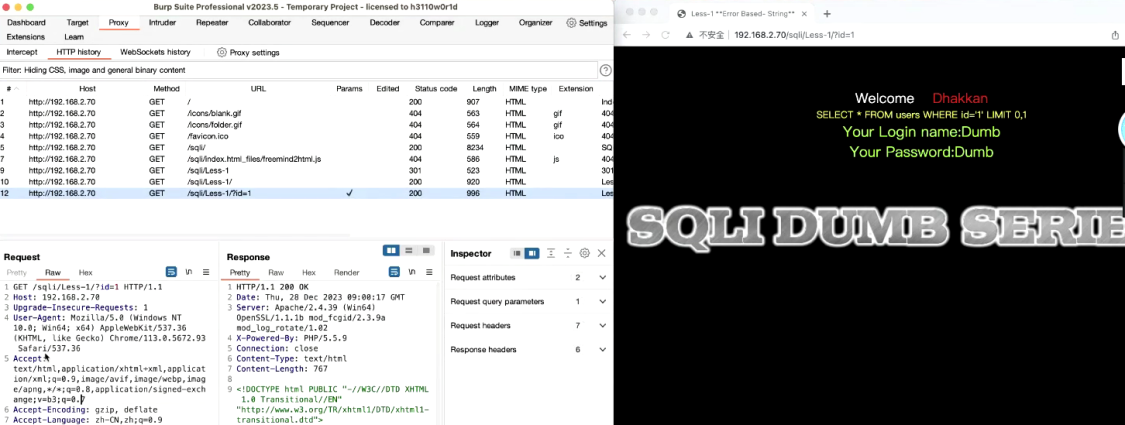 Burp Suite Professional v2023.5 - Temporary Project - licensed to h3110w0r1d
Dashboard Target Proxy Intruder Repeater Collaborator Sequencer Decoder Comparer Logger Organizer Settings
Extensions Learn
Intercept HTTP history WebSockets history Proxy settings
Filter: Hiding CSS, image and general binary content
# Host Method URL Params Edited Status code Length MIME type Extension
1 http://192.168.2.70 GET / 200 907 HTML Ind
2 http://192.168.2.70 GET /icons/blank.gif 404 563 HTML gif 404
3 http://192.168.2.70 GET /icons/folder.gif 404 564 HTML gif 404
4 http://192.168.2.70 GET /favicon.ico 404 559 HTML ico 404
5 http://192.168.2.70 GET /sqli/ 200 8234 HTML SQ
7 http://192.168.2.70 GET /sqli/index.html_files/freemind2html.js 404 586 HTML js 404
9 http://192.168.2.70 GET /sqli/Less-1 301 523 HTML 301
10 http://192.168.2.70 GET /sqli/Less-1/ 200 920 HTML Les
12 http://192.168.2.70 GET /sqli/Less-1/?id=1 ✓ 200 996 HTML Les
Request
Pretty Raw Hex \n
1 GET /sqli/Less-1/?id=1 HTTP/1.1
2 Host: 192.168.2.70
3 Upgrade-Insecure-Requests: 1
4 User-Agent: Mozilla/5.0 (Windows NT
10.0; Win64; x64) AppleWebKit/537.36
(KHTML, like Gecko) Chrome/113.0.5672.93
Safari/537.36
5 Accept:
text/html,application/xhtml+xml,applicat
ion/xml;q=0.9,image/avif,image/webp,imag
e/apng,*/*;q=0.8,application/signed-exch
ange;v=b3;q=0.7
6 Accept-Encoding: gzip, deflate
7 Accept-Language: zh-CN,zh;q=0.9
Response
Pretty Raw Hex Render \n
1 HTTP/1.1 200 OK
2 Date: Thu, 28 Dec 2023 09:00:17 GMT
3 Server: Apache/2.4.39 (Win64)
OpenSSL/1.1.1b mod_fcgid/2.3.9a
mod_log_rotate/1.02
4 X-Powered-By: PHP/5.5.9
5 Connection: close
6 Content-Type: text/html
7 Content-Length: 767
8
9 <!DOCTYPE html PUBLIC "-//W3C//DTD XHTML
1.0 Transitional//EN"
"http://www.w3.org/TR/xhtml1/DTD/xhtml1-
transitional.dtd">
Inspector
Request attributes 2
Request query parameters 1
Request headers 7
Response headers 6
Less-1 **Error Based- String**
不安全 192.168.2.70/sqli/Less-1/?id=1
Welcome Dhakkan
SELECT * FROM users WHERE id='1' LIMIT 0,1
Your Login name:Dumb
Your Password:Dumb
SQLI DUMB SERIE